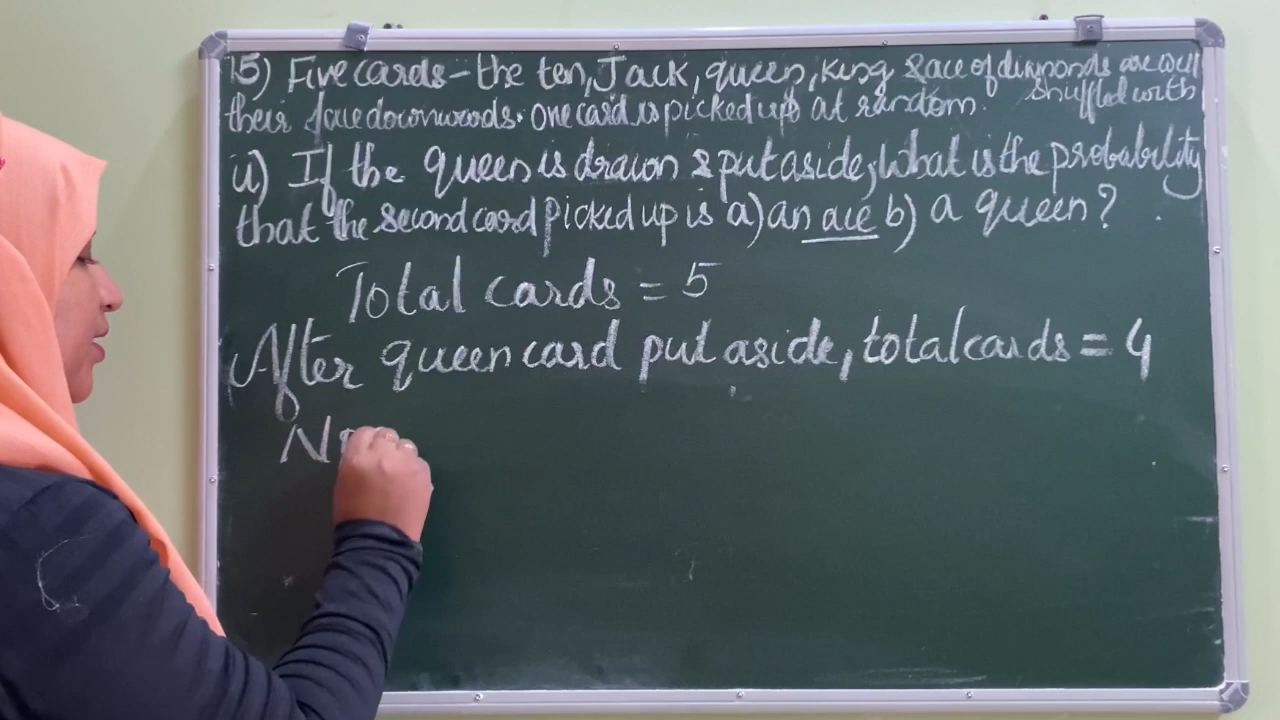 15) Five cards - the ten, Jack, queen, King & ace of diamonds are well shuffled with
their face downwords. one card is picked up at random.
ii) If the queen is drawn & put aside, what is the probability
that the second card picked up is a) an ace b) a queen?
Total cards = 5
After queen card put aside, total cards = 4
N